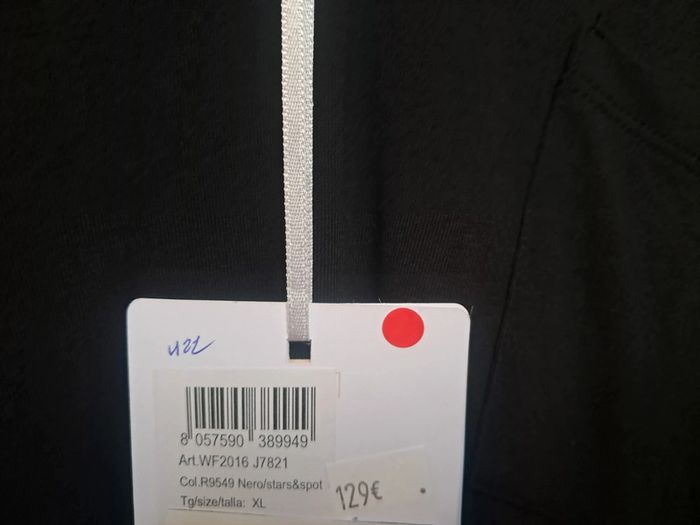 8 057590 389949
Art.WF2016 J7821
Col.R9549 Nero/stars&spot
Tg/size/talla: XL
129€